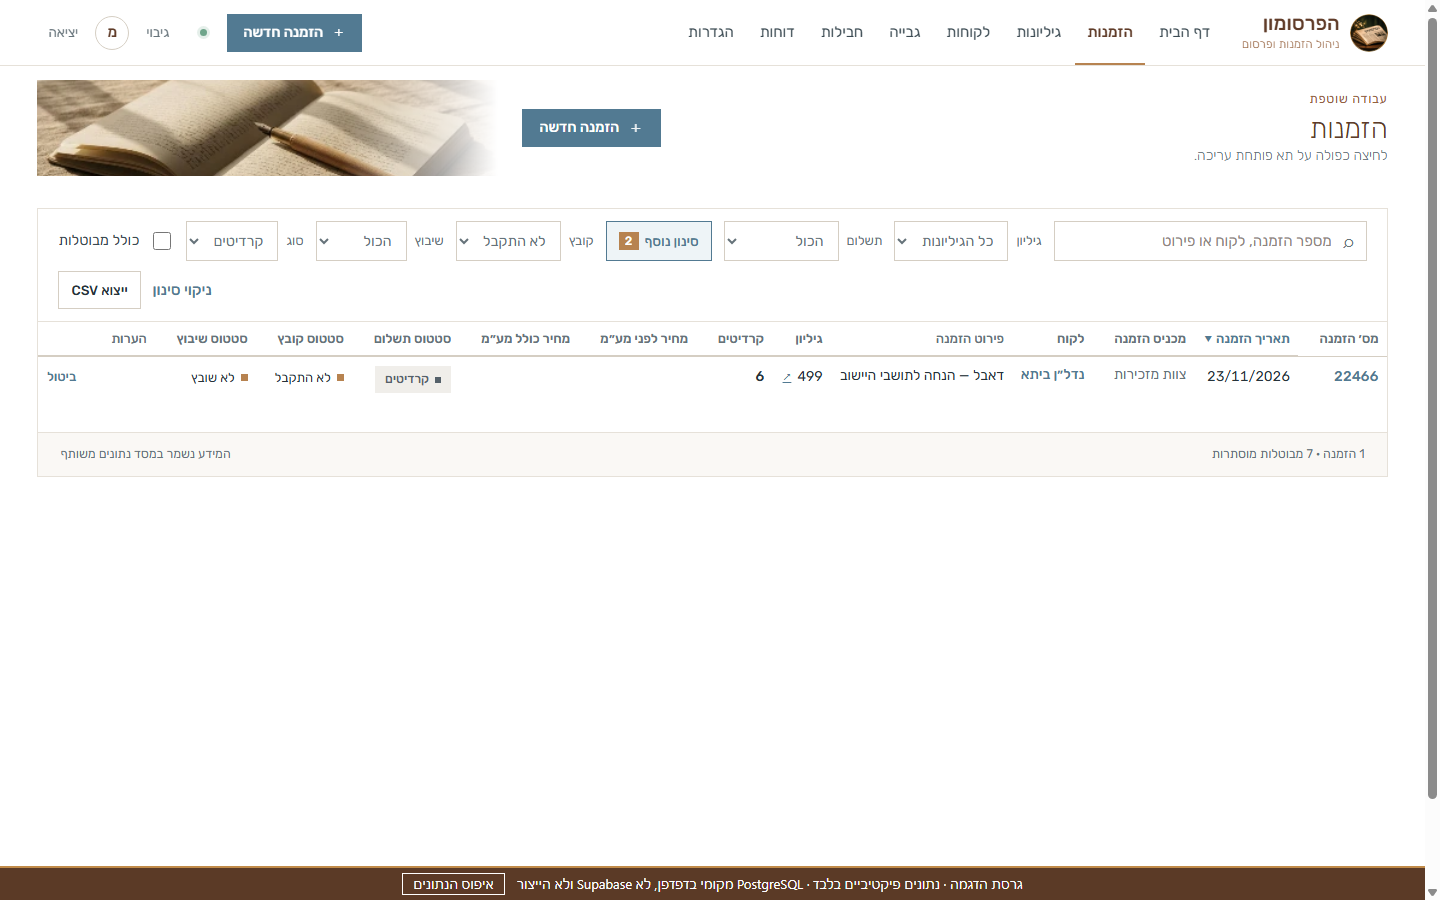 הפרסומון
ניהול הזמנות ופרסום
דף הבית
הזמנות
גיליונות
לקוחות
גבייה
חבילות
דוחות
הגדרות
+ הזמנה חדשה
גיבוי
מ
יציאה
עבודה שוטפת
הזמנות
לחיצה כפולה על תא פותחת עריכה.
+ הזמנה חדשה
מספר הזמנה, לקוח או פירוט
גיליון
כל הגיליונות
תשלום
הכול
סינון נוסף 2
קובץ
לא התקבל
שיבוץ
הכול
סוג
קרדיטים
כולל מבוטלות
ניקוי סינון
ייצוא CSV
מס׳ הזמנה
תאריך הזמנה ▼
מכניס הזמנה
לקוח
פירוט הזמנה
גיליון
קרדיטים
מחיר לפני מע״מ
מחיר כולל מע״מ
סטטוס תשלום
סטטוס קובץ
סטטוס שיבוץ
הערות
22466
23/11/2026
צוות מזכירות
נדל״ן ביתא
דאבל – הנחה לתושבי היישוב
499 ↗
6
קרדיטים
לא התקבל
לא שובץ
ביטול
1 הזמנה • 7 מבוטלות מוסתרות
המידע נשמר במסד נתונים משותף
גרסת הדגמה · נתונים פיקטיביים בלבד · PostgreSQL מקומי בדפדפן, לא Supabase ולא הייצור
איפוס הנתונים